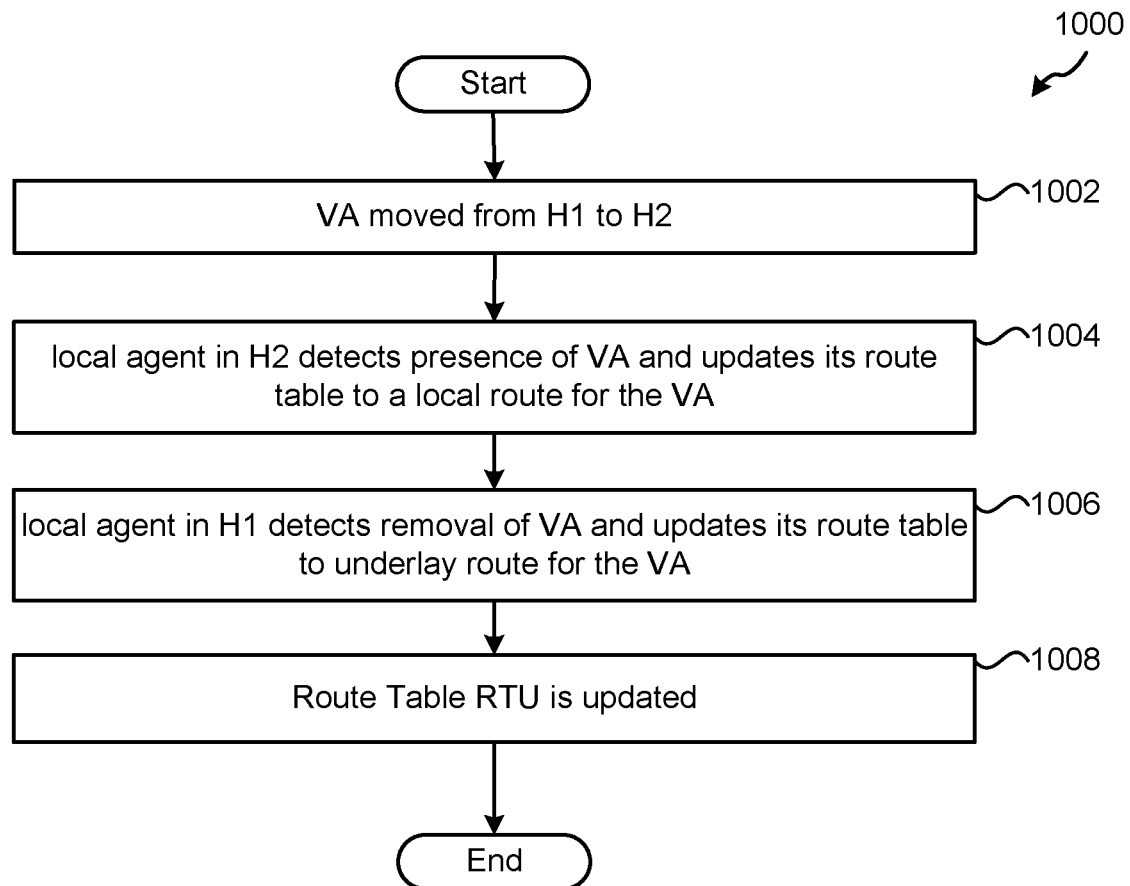 1000
Start
VA moved from H1 to H2
1002
local agent in H2 detects presence of VA and updates its route
table to a local route for the VA
1004
local agent in H1 detects removal of VA and updates its route table
to underlay route for the VA
1006
Route Table RTU is updated
1008
End